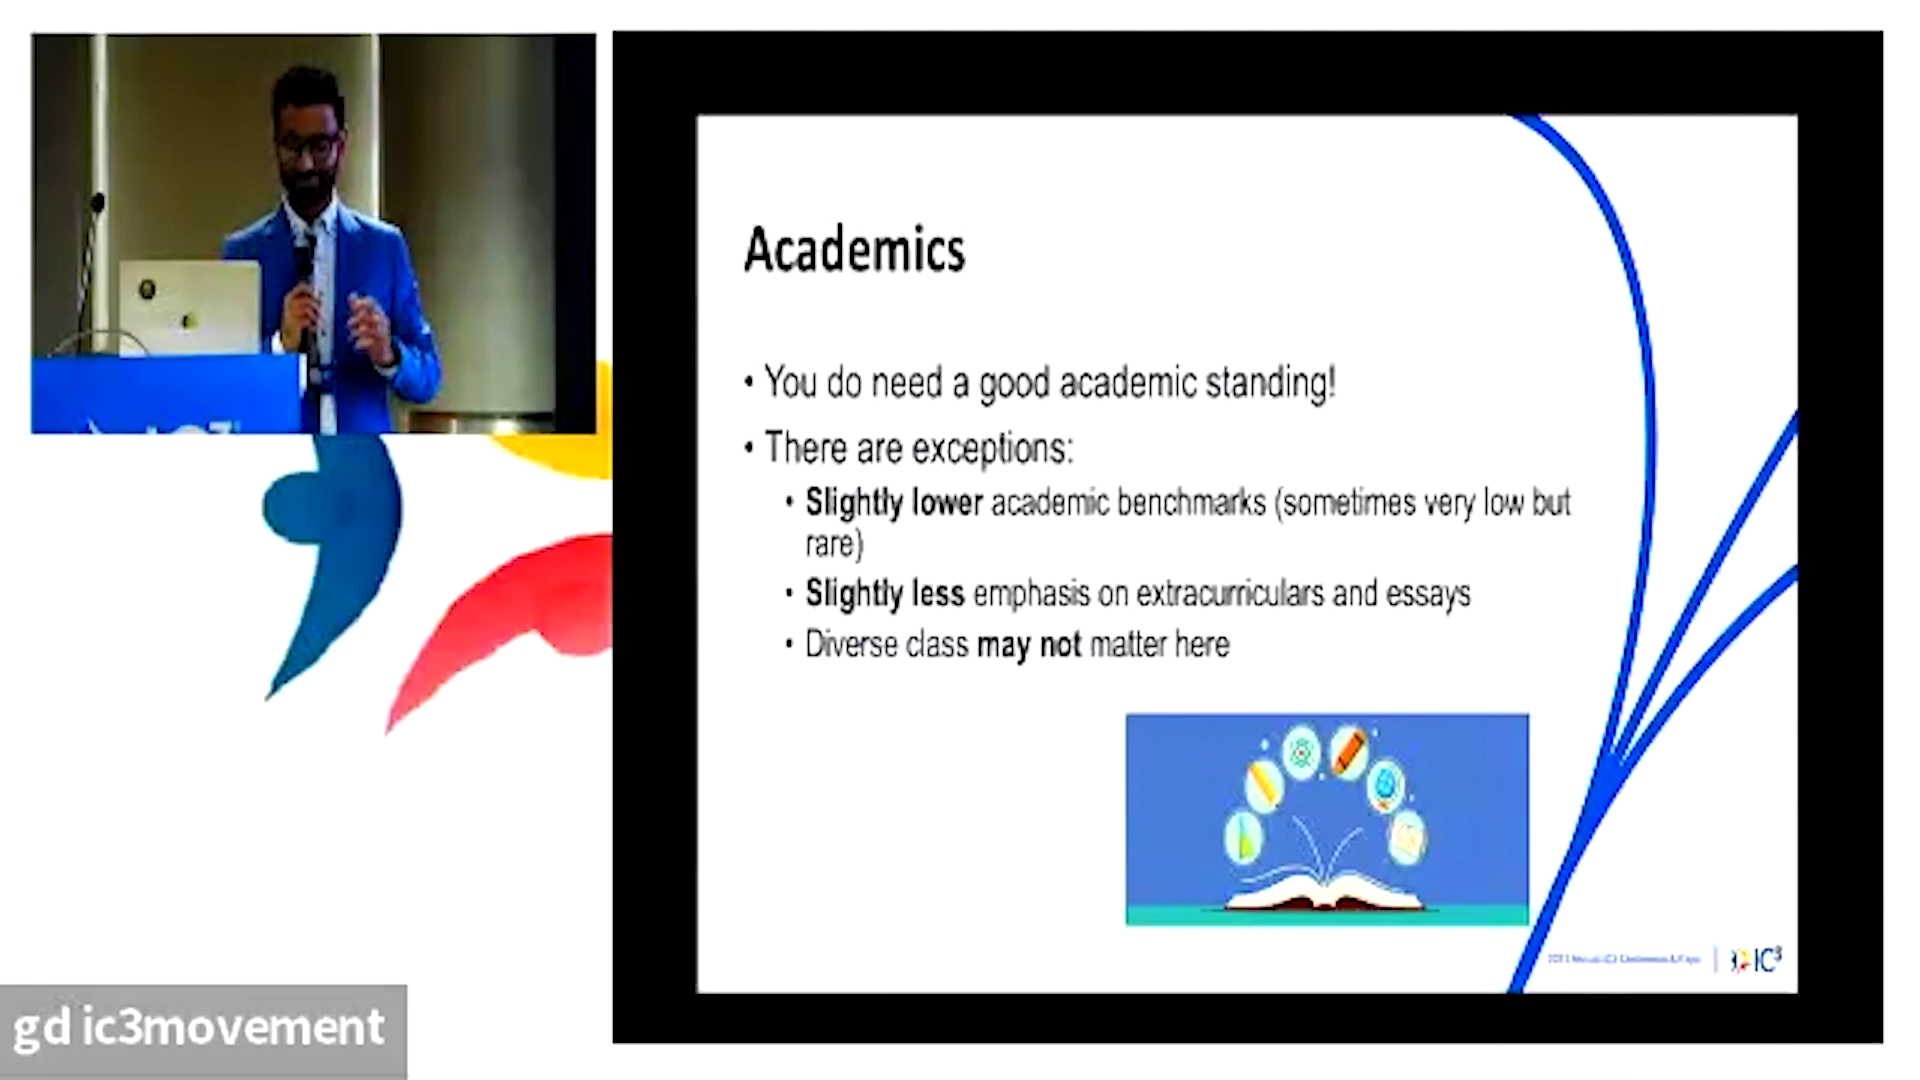 Academics
• You do need a good academic standing!
• There are exceptions:
• Slightly lower academic benchmarks (sometimes very low but
rare)
• Slightly less emphasis on extracurriculars and essays
• Diverse class may not matter here
IC3
gd ic3movement